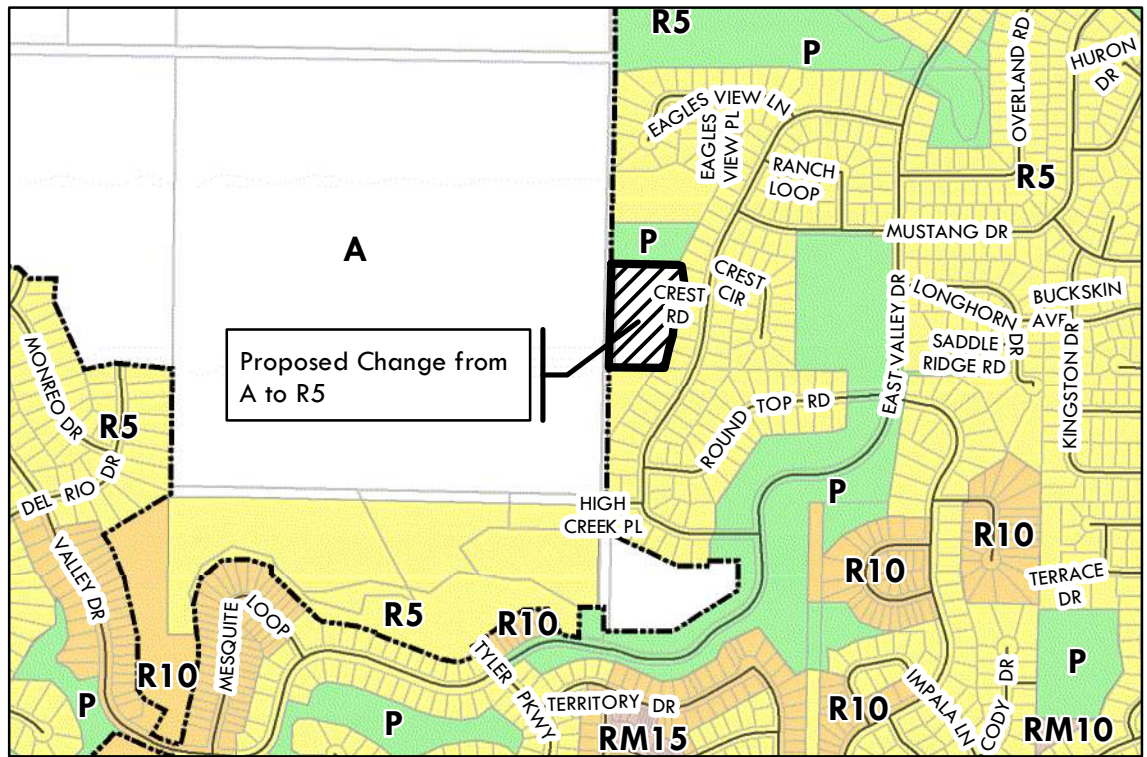 R5
P
OVERLAND RD
HURON
DR
EAGLES VIEW LN
EAGLES
VIEW PL
RANCH
LOOP
R5
MUSTANG DR
A
P
CREST
CIR
CREST
RD
LONGHORN DR
BUCKSKIN
AVE
SADDLE
RIDGE RD
KINGSTON DR
EAST VALLEY DR
Proposed Change from
A to R5
MONREO DR
R5
DEL RIO DR
ROUND TOP RD
P
HIGH
CREEK PL
R10
R10
VALLEY DR
TERRACE
DR
MESQUITE LOOP
R5
R10
TYLER PKWY
R10
P
P
P
TERRITORY DR
RM15
R10
IMPALA LN
CODY DR
P
RM10